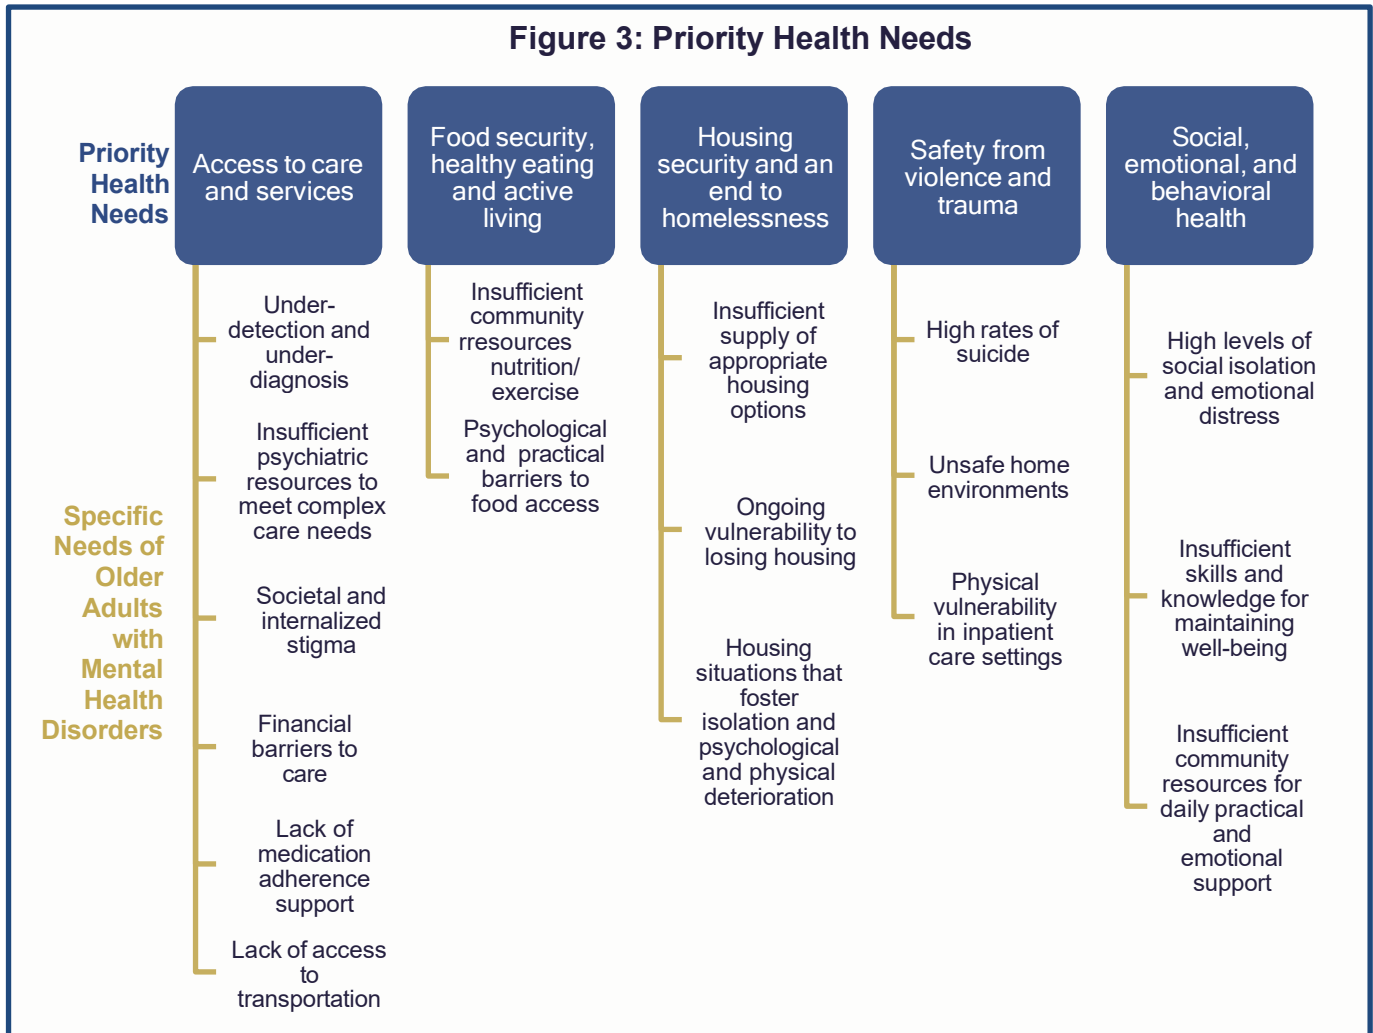 Figure 3: Priority Health Needs
Priority
Health
Needs
Access to care
and services
Food security,
healthy eating
and active
living
Housing
security and an
end to
homelessness
Safety from
violence and
trauma
Social,
emotional, and
behavioral
health
Specific
Needs of
Older
Adults
with
Mental
Health
Disorders
Under-
detection and
under-
diagnosis
Insufficient
psychiatric
resources to
meet complex
care needs
Societal and
internalized
stigma
Financial
barriers to
care
Lack of
medication
adherence
support
Lack of access
to
transportation
Insufficient
community
rresources
nutrition/
exercise
Psychological
and practical
barriers to
food access
Insufficient
supply of
appropriate
housing
options
Ongoing
vulnerability to
losing housing
Housing
situations that
foster
isolation and
psychological
and physical
deterioration
High rates of
suicide
Unsafe home
environments
Physical
vulnerability
in inpatient
care settings
High levels of
social isolation
and emotional
distress
Insufficient
skills and
knowledge for
maintaining
well-being
Insufficient
community
resources for
daily practical
and
emotional
support